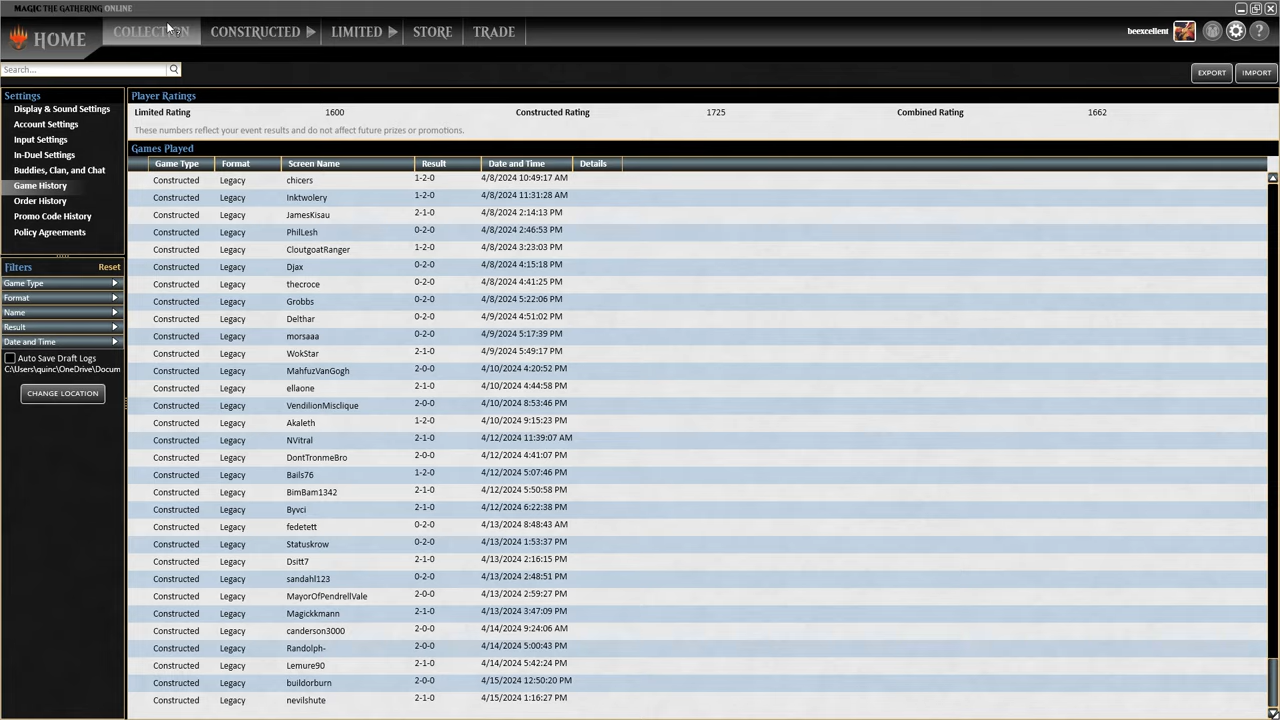 MAGIC THE GATHERING ONLINE
HOME COLLECTION CONSTRUCTED LIMITED STORE TRADE beexcellent ?
Search... EXPORT IMPORT
Settings
Display & Sound Settings
Account Settings
Input Settings
In-Duel Settings
Buddies, Clan, and Chat
Game History
Order History
Promo Code History
Policy Agreements
Filters Reset
Game Type
Format
Name
Result
Date and Time
Auto Save Draft Logs
C:\Users\quinc\OneDrive\Docum
CHANGE LOCATION
Player Ratings
Limited Rating 1600 Constructed Rating 1725 Combined Rating 1662
These numbers reflect your event results and do not affect future prizes or promotions.
Games Played
Game Type Format Screen Name Result Date and Time Details
Constructed Legacy chicers 1-2-0 4/8/2024 10:49:17 AM
Constructed Legacy Inktwolery 1-2-0 4/8/2024 11:31:28 AM
Constructed Legacy JamesKisau 2-1-0 4/8/2024 2:14:13 PM
Constructed Legacy PhilLesh 0-2-0 4/8/2024 2:46:53 PM
Constructed Legacy CloutgoatRanger 1-2-0 4/8/2024 3:23:03 PM
Constructed Legacy Djax 0-2-0 4/8/2024 4:15:18 PM
Constructed Legacy thecroce 0-2-0 4/8/2024 4:41:25 PM
Constructed Legacy Grobbs 0-2-0 4/8/2024 5:22:06 PM
Constructed Legacy Delthar 0-2-0 4/9/2024 4:51:02 PM
Constructed Legacy morsaaa 0-2-0 4/9/2024 5:17:39 PM
Constructed Legacy WokStar 2-1-0 4/9/2024 5:49:17 PM
Constructed Legacy MahfuzVanGogh 2-0-0 4/10/2024 4:20:52 PM
Constructed Legacy ellaone 2-1-0 4/10/2024 4:44:58 PM
Constructed Legacy VendilionMisclique 2-0-0 4/10/2024 8:53:46 PM
Constructed Legacy Akaleth 1-2-0 4/10/2024 9:15:23 PM
Constructed Legacy NVitral 2-1-0 4/12/2024 11:39:07 AM
Constructed Legacy DontTronmeBro 2-0-0 4/12/2024 4:41:07 PM
Constructed Legacy Bails76 1-2-0 4/12/2024 5:07:46 PM
Constructed Legacy BimBam1342 2-1-0 4/12/2024 5:50:58 PM
Constructed Legacy Byvci 2-1-0 4/12/2024 6:22:38 PM
Constructed Legacy fedetett 0-2-0 4/13/2024 8:48:43 AM
Constructed Legacy Statuskrow 0-2-0 4/13/2024 1:53:37 PM
Constructed Legacy Dsitt7 2-1-0 4/13/2024 2:16:15 PM
Constructed Legacy sandahl123 0-2-0 4/13/2024 2:48:51 PM
Constructed Legacy MayorOfPendrellVale 2-0-0 4/13/2024 2:59:27 PM
Constructed Legacy Magickkmann 2-1-0 4/13/2024 3:47:09 PM
Constructed Legacy canderson3000 2-0-0 4/14/2024 9:24:06 AM
Constructed Legacy Randolph- 2-0-0 4/14/2024 5:00:43 PM
Constructed Legacy Lemure90 2-1-0 4/14/2024 5:42:24 PM
Constructed Legacy buildorburn 2-0-0 4/15/2024 12:50:20 PM
Constructed Legacy nevilshute 2-1-0 4/15/2024 1:16:27 PM